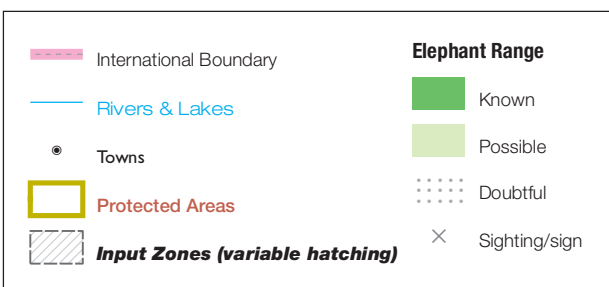 International Boundary
Rivers & Lakes
Towns
Protected Areas
Input Zones (variable hatching)
Elephant Range
Known
Possible
Doubtful
Sighting/sign